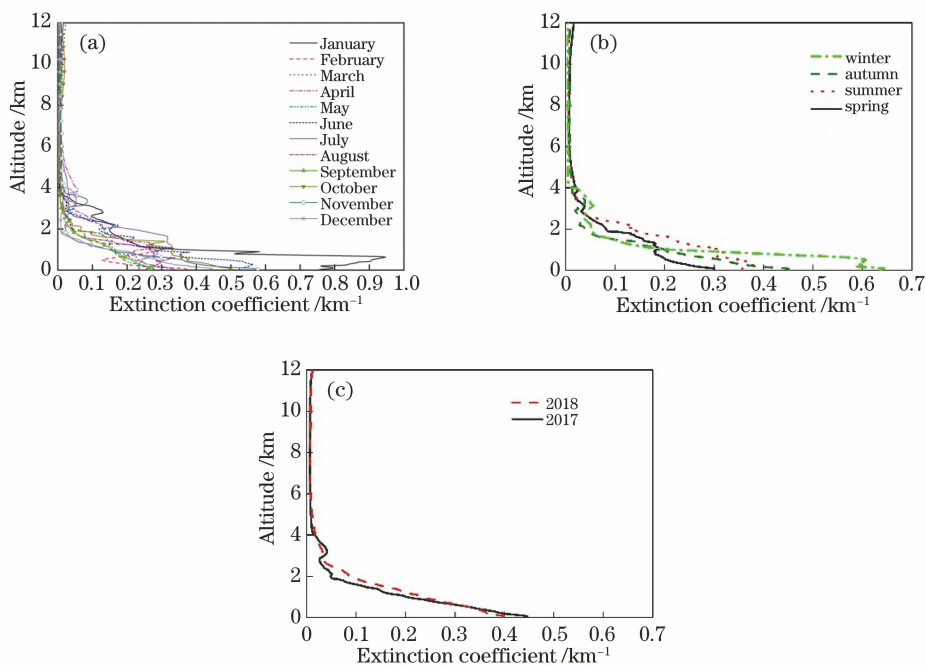 (a)
12
10
8
6
4
2
0
Altitude /km
January
February
March
April
May
June
July
August
September
October
November
December
0 0.1 0.2 0.3 0.4 0.5 0.6 0.7 0.8 0.9 1.0
Extinction coefficient /km⁻¹
(b)
12
10
8
6
4
2
0
Altitude /km
winter
autumn
summer
spring
0 0.1 0.2 0.3 0.4 0.5 0.6 0.7
Extinction coefficient /km⁻¹
(c)
12
12
8
6
4
2
0
Altitude /km
2018
2017
0 0.1 0.2 0.3 0.4 0.5 0.6 0.7
Extinction coefficient /km⁻¹